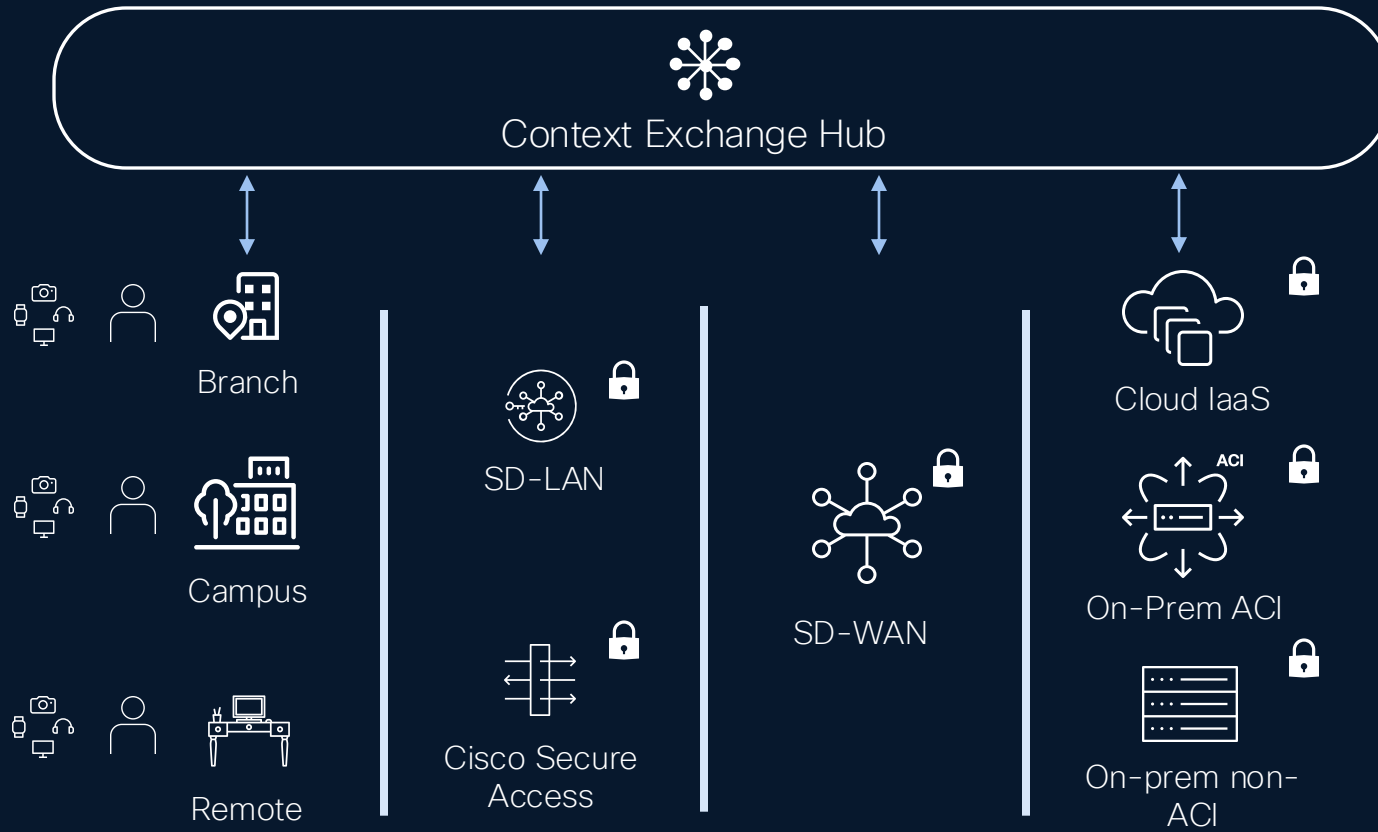 Context Exchange Hub
Branch
Campus
Remote
SD-LAN
Cisco Secure
Access
SD-WAN
Cloud IaaS
ACI
On-Prem ACI
On-prem non-
ACI